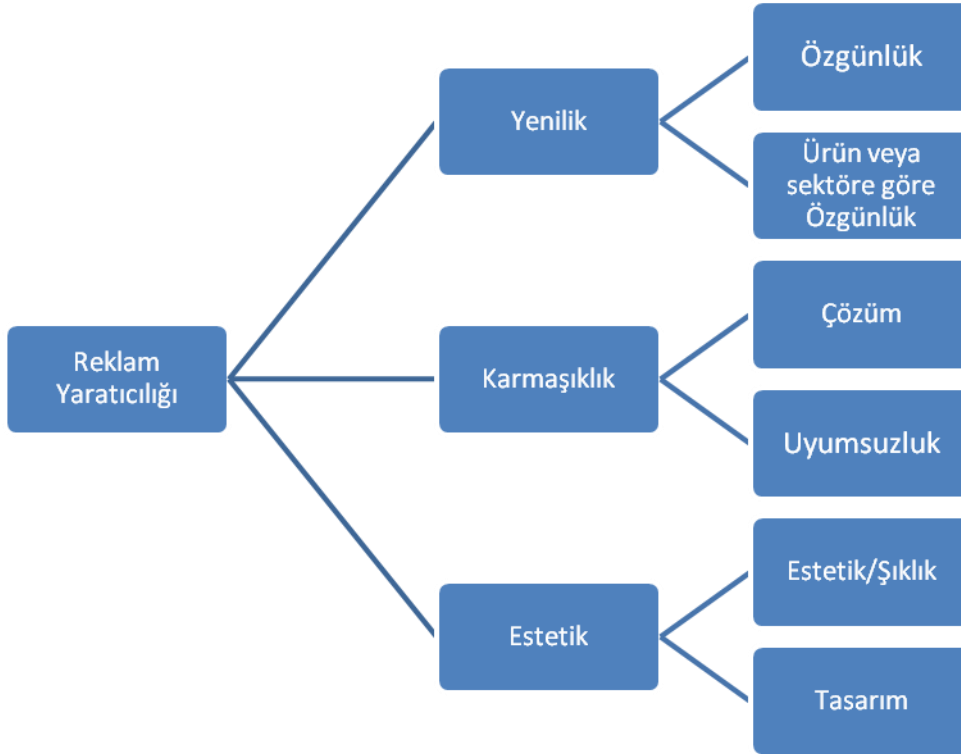 Özgünlük
Yenilik
Ürün veya
sektöre göre
Özgünlük
Çözüm
Reklam
Yaratıcılığı
Karmaşıklık
Uyumsuzluk
Estetik/Şıklık
Estetik
Tasarım